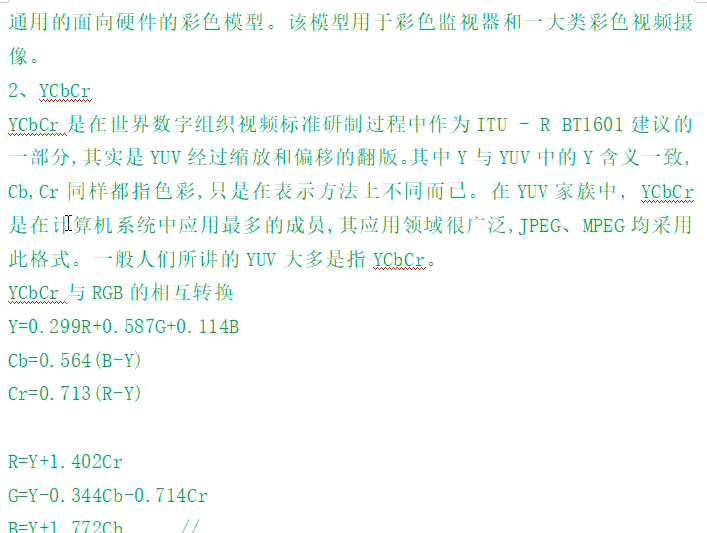 通用的面向硬件的彩色模型。该模型用于彩色监视器和一大类彩色视频摄
像。
2、YCbCr
YCbCr 是在世界数字组织视频标准研制过程中作为 ITU - R BT1601 建议的
一部分,其实是 YUV 经过缩放和偏移的翻版。其中 Y 与 YUV 中的 Y 含义一致,
Cb,Cr 同样都指色彩,只是在表示方法上不同而已。在 YUV 家族中, YCbCr
是在计算机系统中应用最多的成员,其应用领域很广泛,JPEG、MPEG 均采用
此格式。一般人们所讲的 YUV 大多是指 YCbCr。
YCbCr 与 RGB 的相互转换
Y=0.299R+0.587G+0.114B
Cb=0.564(B-Y)
Cr=0.713(R-Y)
R=Y+1.402Cr
G=Y-0.344Cb-0.714Cr
B=Y+1.772Cb //